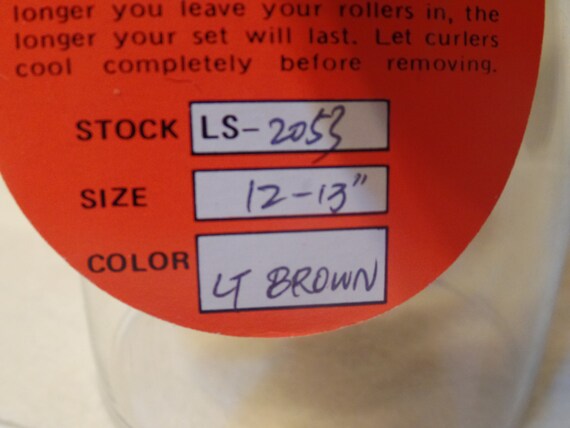 longer you leave your rollers in, the
longer your set will last. Let curlers
cool completely before removing.
STOCK LS-2053
SIZE 12-13"
COLOR LT BROWN